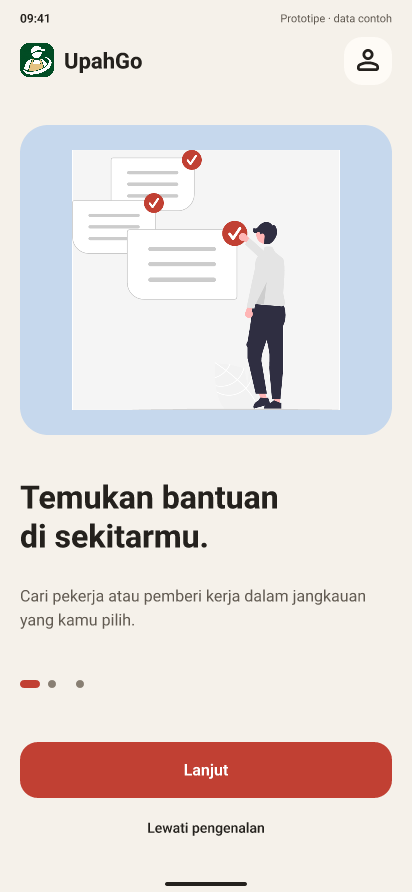 09:41
Prototipe · data contoh
UpahGo
Temukan bantuan
di sekitarmu.
Cari pekerja atau pemberi kerja dalam jangkauan
yang kamu pilih.
Lanjut
Lewati pengenalan